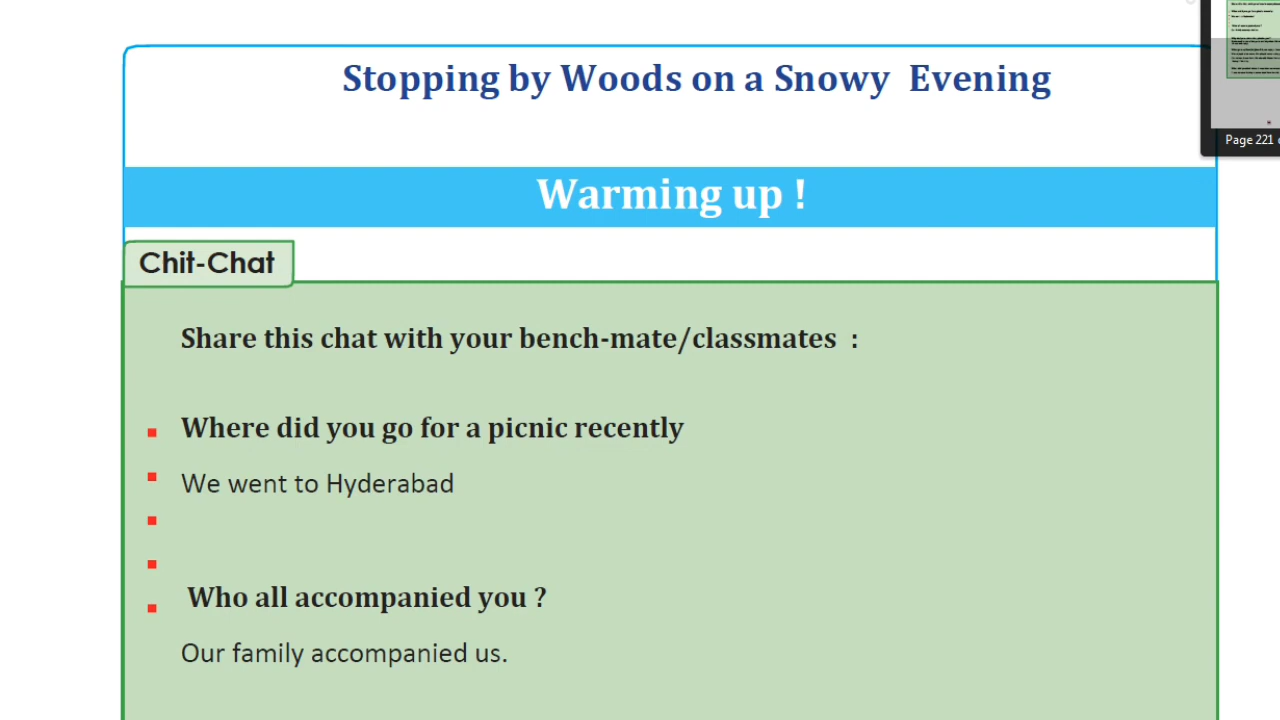 Stopping by Woods on a Snowy Evening
Page 221
Warming up !
Chit-Chat
Share this chat with your bench-mate/classmates :
Where did you go for a picnic recently
We went to Hyderabad
Who all accompanied you ?
Our family accompanied us.